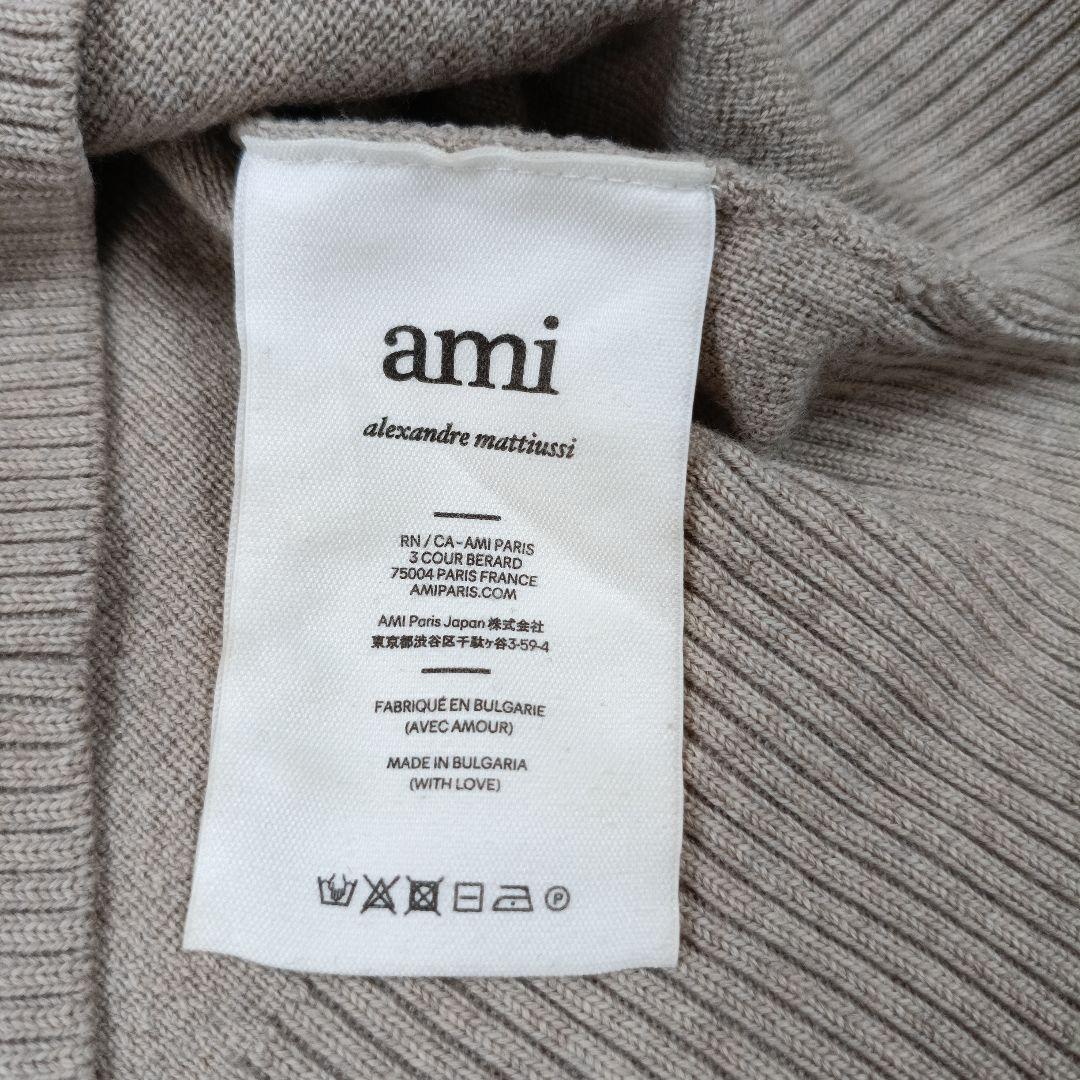 ami
alexandre mattiussi
RN / CA - AMI PARIS
3 COUR BERARD
75004 PARIS FRANCE
AMIPARIS.COM
AMI Paris Japan 株式会社
東京都渋谷区千駄ヶ谷3-59-4
FABRIQUÉ EN BULGARIE
(AVEC AMOUR)
MADE IN BULGARIA
(WITH LOVE)
P